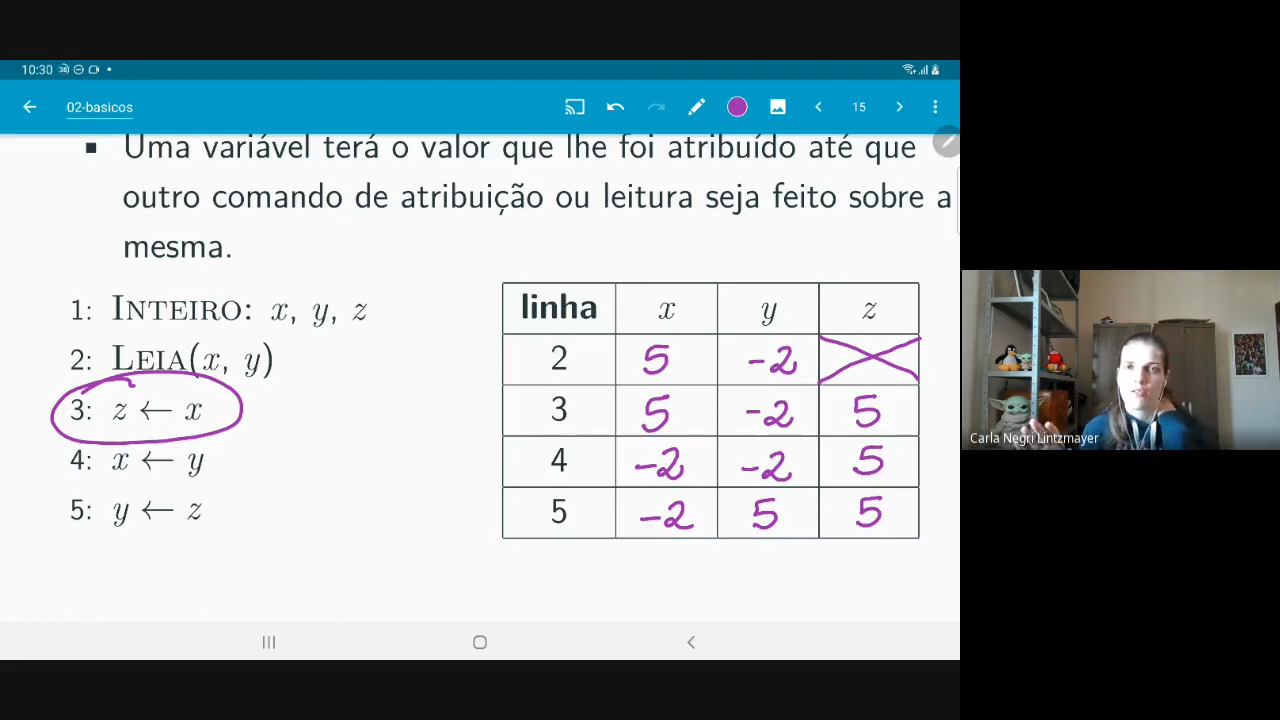 10:30
02-basicos
15
Uma variável terá o valor que lhe foi atribuído até que
outro comando de atribuição ou leitura seja feito sobre a
mesma.
1: INTEIRO: x, y, z
2: LEIA(x, y)
3: z ← x
4: x ← y
5: y ← z
linha x y z
2 5 -2
3 5 -2 5
4 -2 -2 5
5 -2 5 5
Carla Negri Lintzmayer